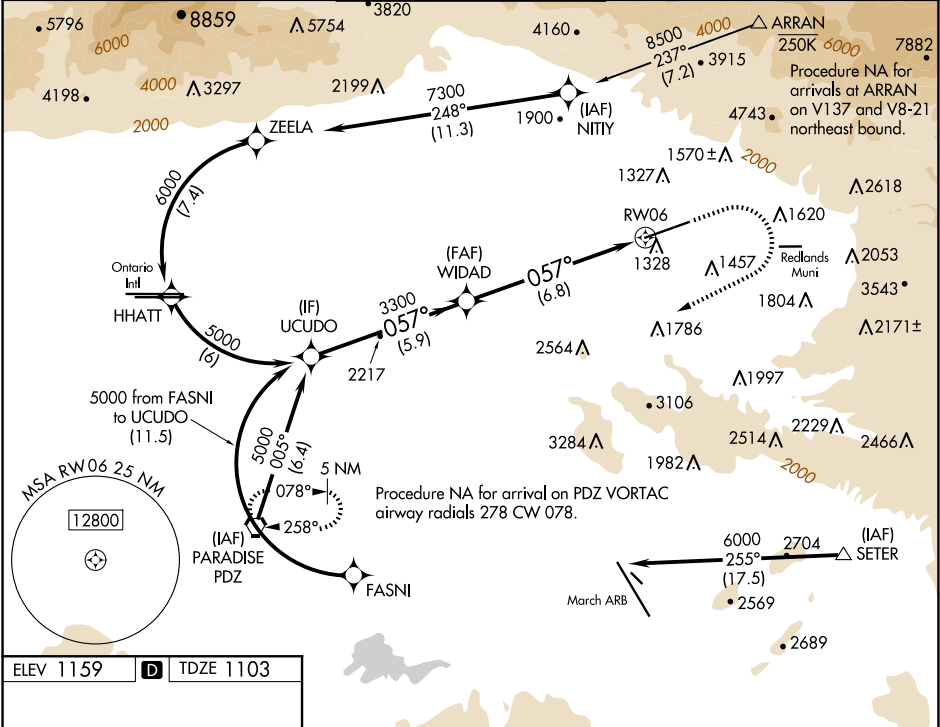 5796
8859
5754
3820
4160
ARRAN
250K
6000
7882
6000
4000
3297
2199
4198
2000
8500
4000
237°
(7.2)
3915
Procedure NA for
arrivals at ARRAN
on V137 and V8-21
northeast bound.
7300
248°
(11.3)
1900
(IAF)
NITIY
4743
ZEELA
1570±
2000
1327
2618
6000
(7.4)
RW06
1620
1328
1457
Redlands
Muni
2053
3543
1804
Ontario
Intl
HHATT
(FAF)
WIDAD
057°
(6.8)
(IF)
UCUDO
3300
057°
(5.9)
5000
(6)
2217
2564
1786
2171±
1997
5000 from FASNI
to UCUDO
(11.5)
3106
5000
005°
(6.4)
3284
1982
2514
2229
2466
2000
MSA RW06 25 NM
12800
5 NM
078°
258°
Procedure NA for arrival on PDZ VORTAC
airway radials 278 CW 078.
(IAF)
PARADISE
PDZ
FASNI
6000
255°
(17.5)
2704
(IAF)
SETER
March ARB
2569
2689
ELEV 1159
D
TDZE 1103